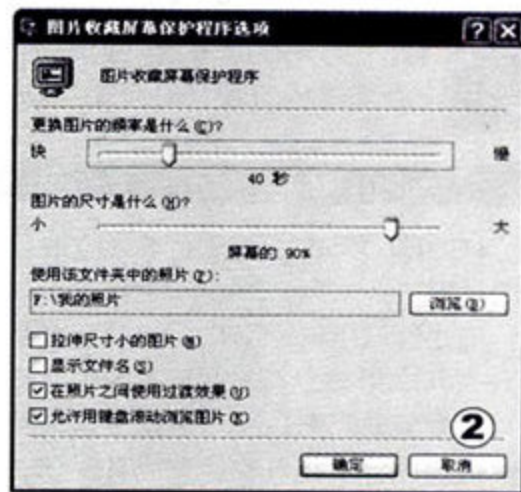 图片收藏屏幕保护程序选项
图片收藏屏幕保护程序
更换图片的频率是什么(C)?
快 慢
40 秒
图片的尺寸是什么(H)?
小 大
屏幕的 90%
使用该文件夹中的照片(F):
F:\我的照片 浏览(B)
拉伸尺寸小的图片(M)
显示文件名(S)
在照片之间使用过渡效果(U)
允许用键盘滚动浏览图片(K)
②
确定 取消